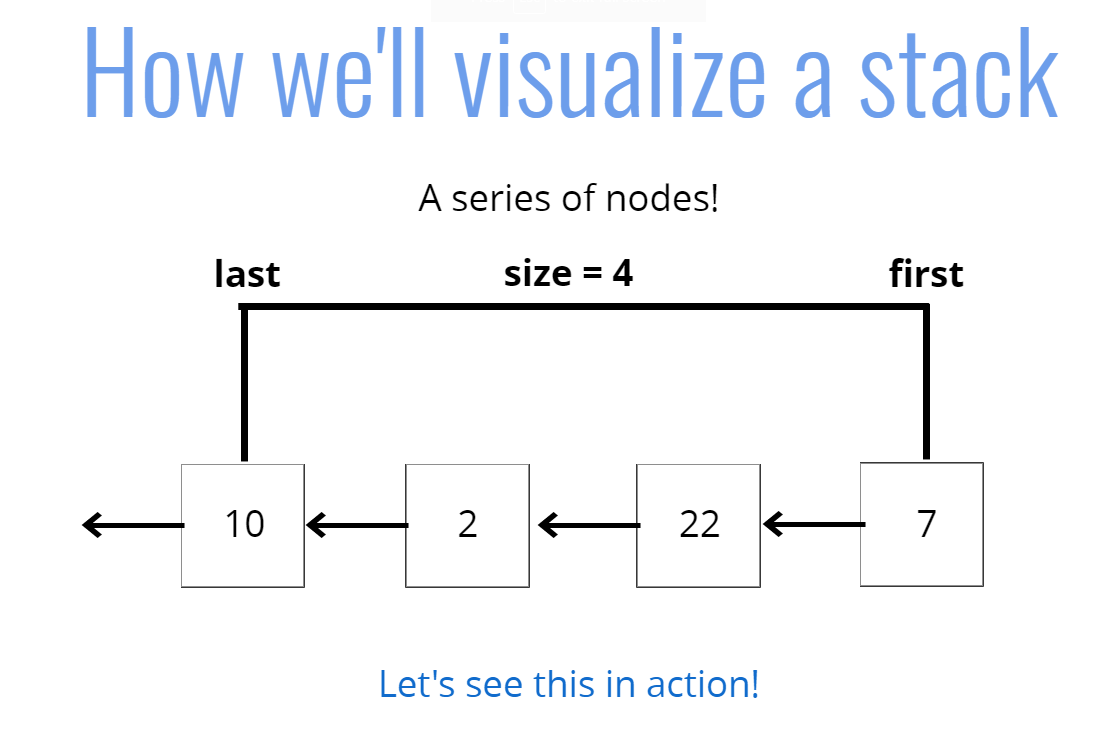 How we'll visualize a stack
A series of nodes!
last size = 4 first
10 2 22 7
Let's see this in action!